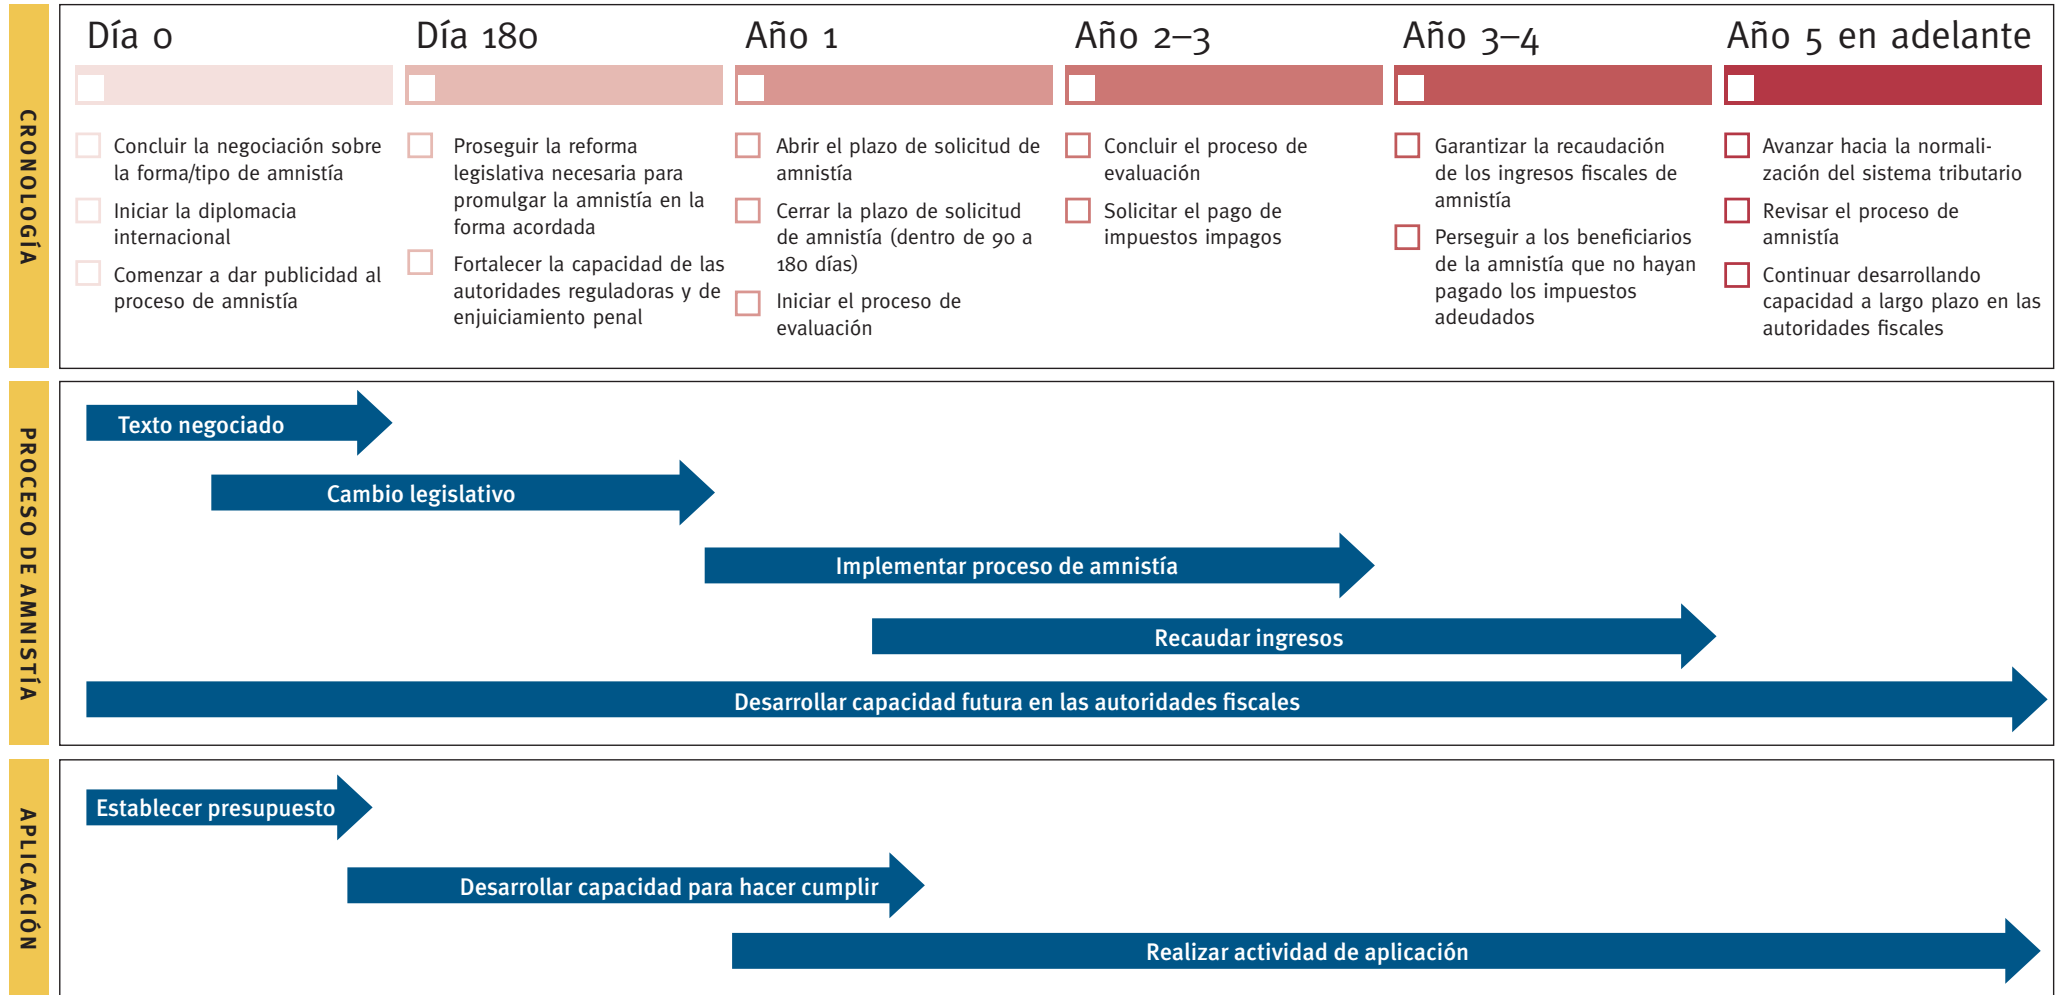 CRONOLOGÍA
Día 0
Concluir la negociación sobre
la forma/tipo de amnistía
Iniciar la diplomacia
internacional
Comenzar a dar publicidad al
proceso de amnistía
Día 180
Proseguir la reforma
legislativa necesaria para
promulgar la amnistía en la
forma acordada
Fortalecer la capacidad de las
autoridades reguladoras y de
enjuiciamiento penal
Año 1
Abrir el plazo de solicitud de
amnistía
Cerrar la plazo de solicitud
de amnistía (dentro de 90 a
180 días)
Iniciar el proceso de
evaluación
Año 2–3
Concluir el proceso de
evaluación
Solicitar el pago de
impuestos impagos
Año 3–4
Garantizar la recaudación
de los ingresos fiscales de
amnistía
Perseguir a los beneficiarios
de la amnistía que no hayan
pagado los impuestos
adeudados
Año 5 en adelante
Avanzar hacia la normali-
zación del sistema tributario
Revisar el proceso de
amnistía
Continuar desarrollando
capacidad a largo plazo en las
autoridades fiscales
PROCESO DE AMNISTÍA
Texto negociado
Cambio legislativo
Implementar proceso de amnistía
Recaudar ingresos
Desarrollar capacidad futura en las autoridades fiscales
APLICACIÓN
Establecer presupuesto
Desarrollar capacidad para hacer cumplir
Realizar actividad de aplicación